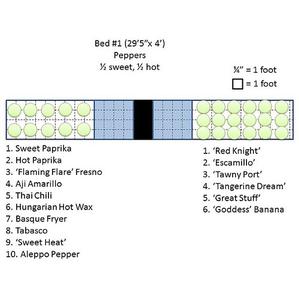 Bed #1 (29'5"x 4')
Peppers
½ sweet, ½ hot
¼" = 1 foot
= 1 foot
1. Sweet Paprika
2. Hot Paprika
3. 'Flaming Flare' Fresno
4. Aji Amarillo
5. Thai Chili
6. Hungarian Hot Wax
7. Basque Fryer
8. Tabasco
9. 'Sweet Heat'
10. Aleppo Pepper
1. 'Red Knight'
2. 'Escamillo'
3. 'Tawny Port'
4. 'Tangerine Dream'
5. 'Great Stuff'
6. 'Goddess' Banana